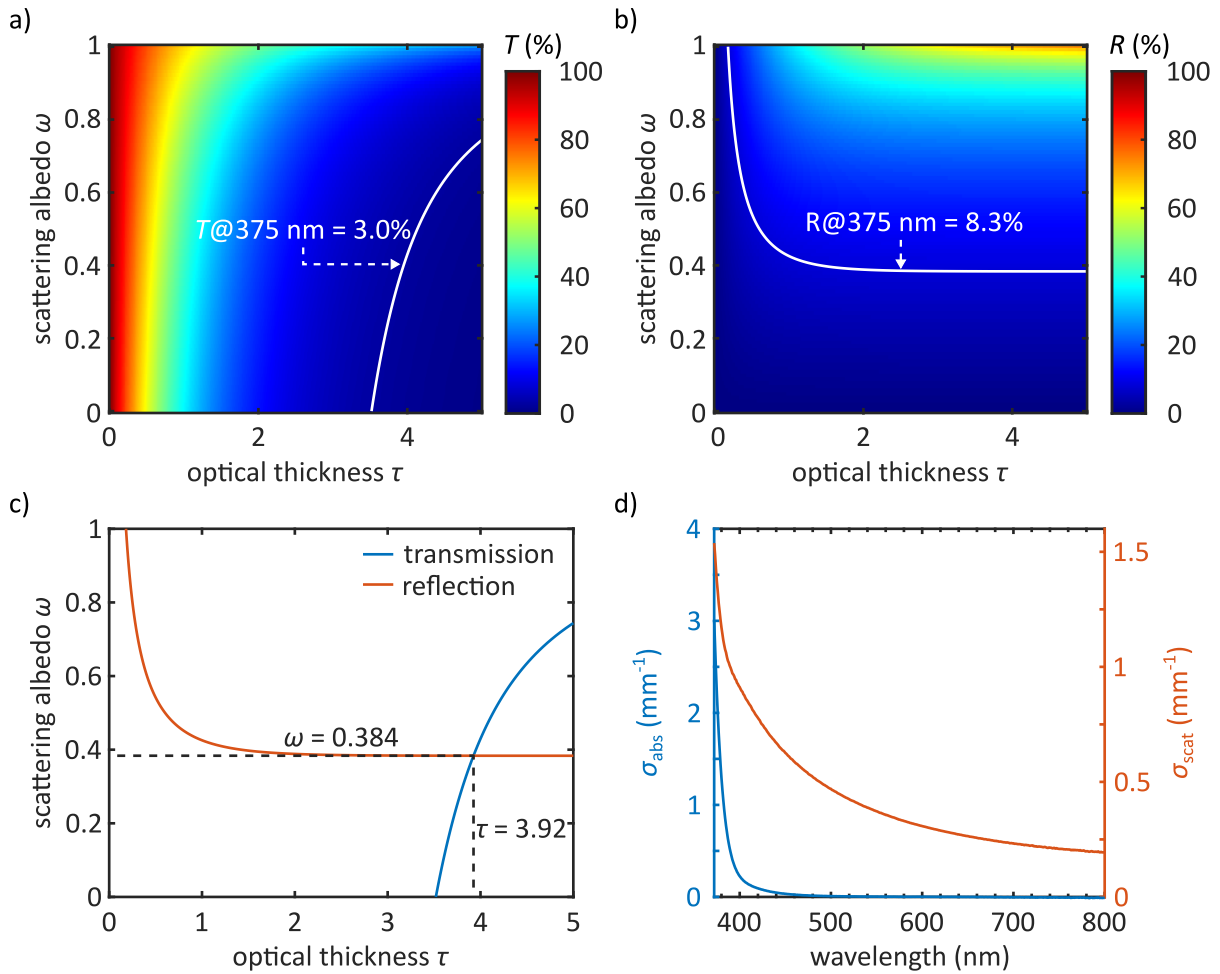 a)
T (%)
1
0.8
0.6
0.4
0.2
0
scattering albedo ω
T@375 nm = 3.0%
0
2
4
optical thickness τ
100
80
60
40
20
0
b)
R (%)
1
0.8
0.6
0.4
0.2
0
scattering albedo ω
R@375 nm = 8.3%
0
2
4
optical thickness τ
100
80
60
40
20
0
c)
1
0.8
0.6
0.4
0.2
0
scattering albedo ω
transmission
reflection
ω = 0.384
τ = 3.92
0
1
2
3
4
5
optical thickness τ
d)
4
3
2
1
0
σabs (mm-1)
1.5
1
0.5
0
σscat (mm-1)
400
500
600
700
800
wavelength (nm)